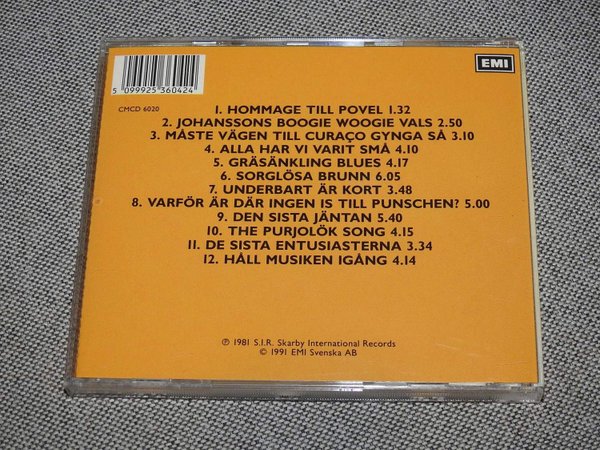 EMI
5 099925 360424
CMCD 6020
1. HOMMAGE TILL POVEL 1.32
2. JOHANSSONS BOOGIE WOOGIE VALS 2.50
3. MÅSTE VÄGEN TILL CURAÇO GYNGA SÅ 3.10
4. ALLA HAR VI VARIT SMÅ 4.10
5. GRÄSÄNKLING BLUES 4.17
6. SORGLÖSA BRUNN 6.05
7. UNDERBART ÄR KORT 3.48
8. VARFÖR ÄR DÄR INGEN IS TILL PUNSCHEN? 5.00
9. DEN SISTA JÄNTAN 5.40
10. THE PURJOLÖK SONG 4.15
11. DE SISTA ENTUSIASTERNA 3.34
12. HÅLL MUSIKEN IGÅNG 4.14
℗ 1981 S.I.R. Skarby International Records
© 1991 EMI Svenska AB